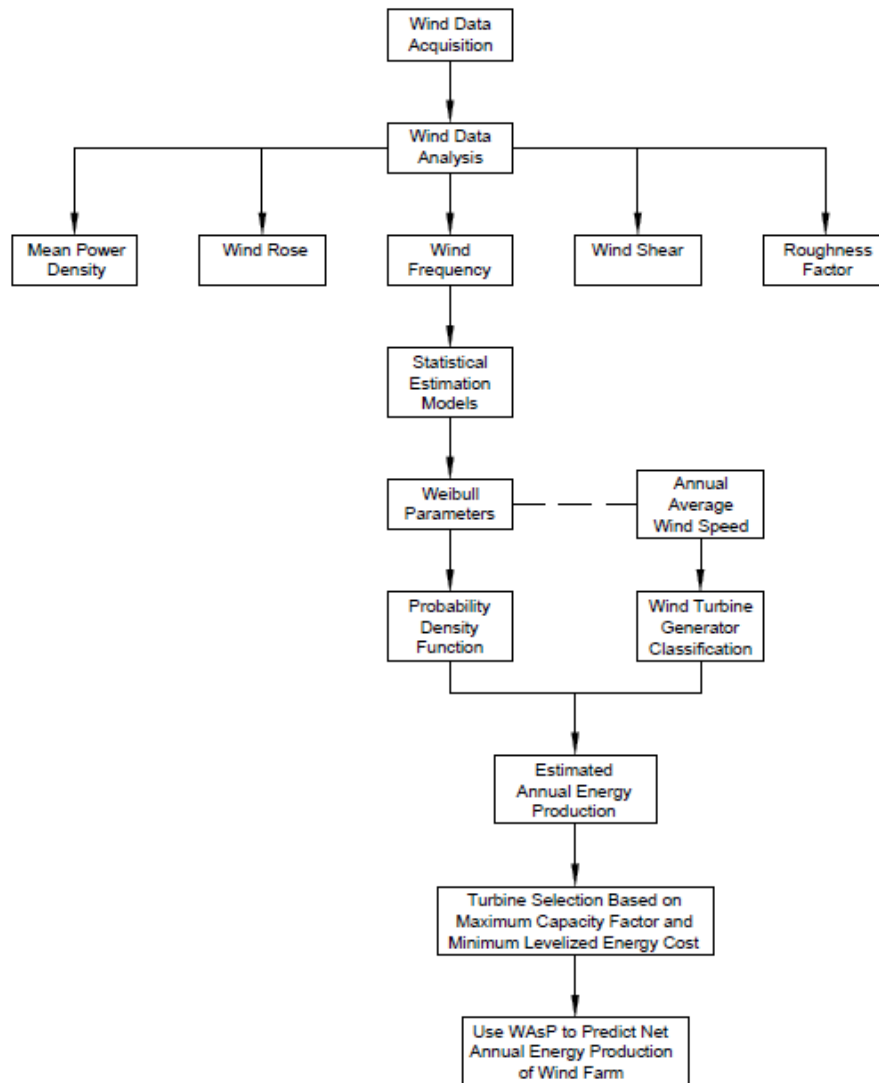 Wind Data
Acquisition
Wind Data
Analysis
Mean Power
Density
Wind Rose
Wind
Frequency
Wind Shear
Roughness
Factor
Statistical
Estimation
Models
Weibull
Parameters
Annual
Average
Wind Speed
Probability
Density
Function
Wind Turbine
Generator
Classification
Estimated
Annual Energy
Production
Turbine Selection Based on
Maximum Capacity Factor and
Minimum Levelized Energy Cost
Use WAsP to Predict Net
Annual Energy Production
of Wind Farm